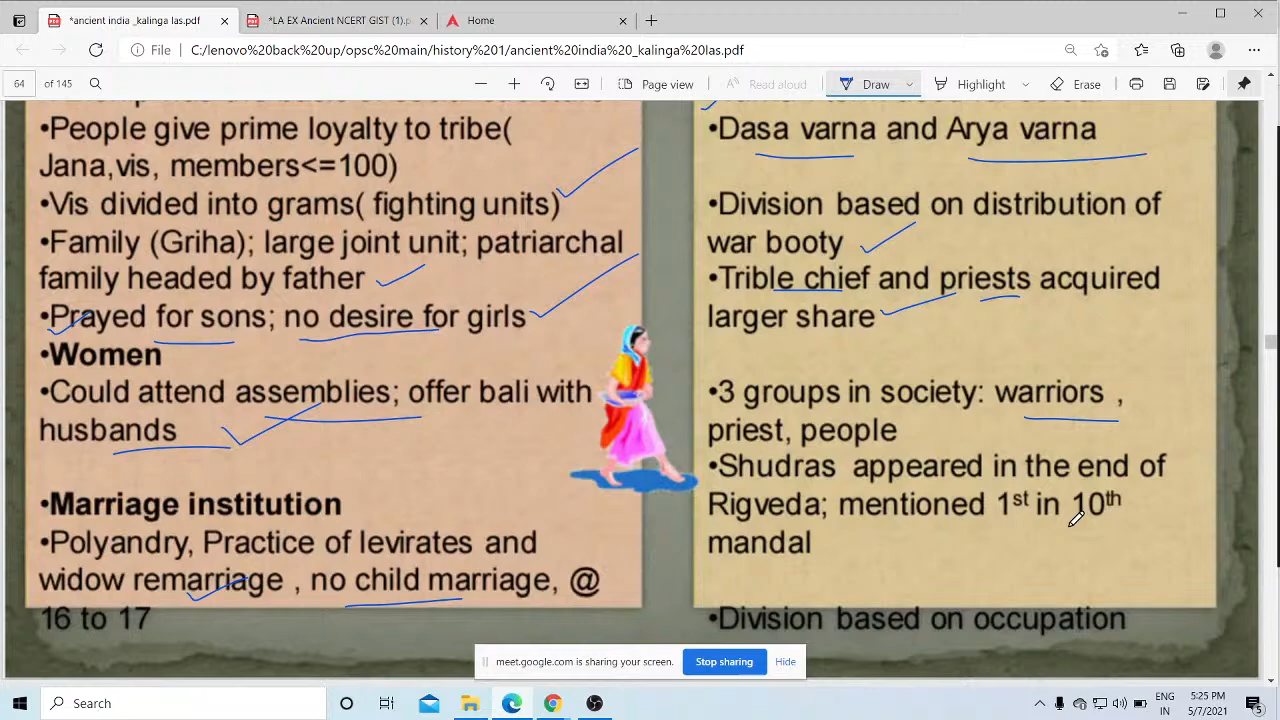 *ancient india _kalinga las.pdf
*LA EX Ancient NCERT GIST (1).p
Home
File
C:/lenovo%20back%20up/opsc%20main/history%201/ancient%20india%20_kalinga%20las.pdf
64
of 145
Page view
Read aloud
Draw
Highlight
Erase
•People give prime loyalty to tribe(
Jana,vis, members<=100)
•Vis divided into grams( fighting units)
•Family (Griha); large joint unit; patriarchal
family headed by father
•Prayed for sons; no desire for girls
•Women
•Could attend assemblies; offer bali with
husbands
•Marriage institution
•Polyandry, Practice of levirates and
widow remarriage , no child marriage, @
16 to 17
•Dasa varna and Arya varna
•Division based on distribution of
war booty
•Trible chief and priests acquired
larger share
•3 groups in society: warriors ,
priest, people
•Shudras appeared in the end of
Rigveda; mentioned 1st in 10th
mandal
•Division based on occupation
meet.google.com is sharing your screen.
Stop sharing
Hide
Search
ENG
IN
5:25 PM
5/7/2021
5